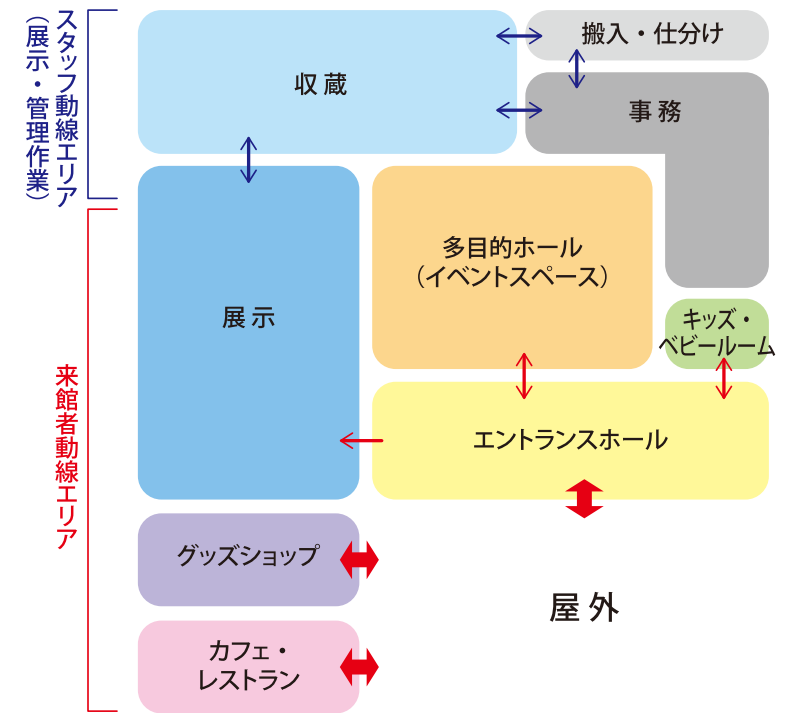 スタッフ動線エリア
（展示・管理作業）
収蔵
搬入・仕分け
事務
展示
多目的ホール
（イベントスペース）
キッズ・
ベビールーム
エントランスホール
来館者動線エリア
グッズショップ
屋外
カフェ・
レストラン